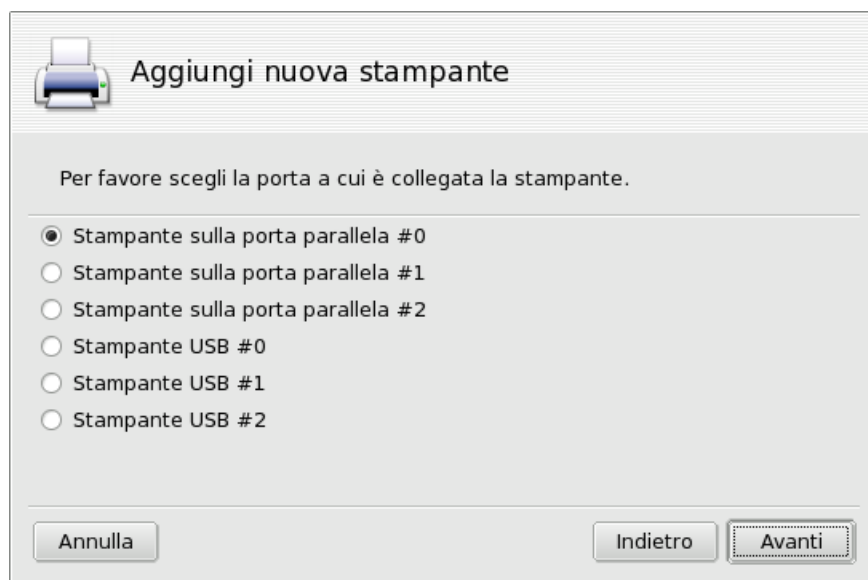 Aggiungi nuova stampante
Per favore scegli la porta a cui è collegata la stampante.
Stampante sulla porta parallela #0
Stampante sulla porta parallela #1
Stampante sulla porta parallela #2
Stampante USB #0
Stampante USB #1
Stampante USB #2
Annulla
Indietro
Avanti